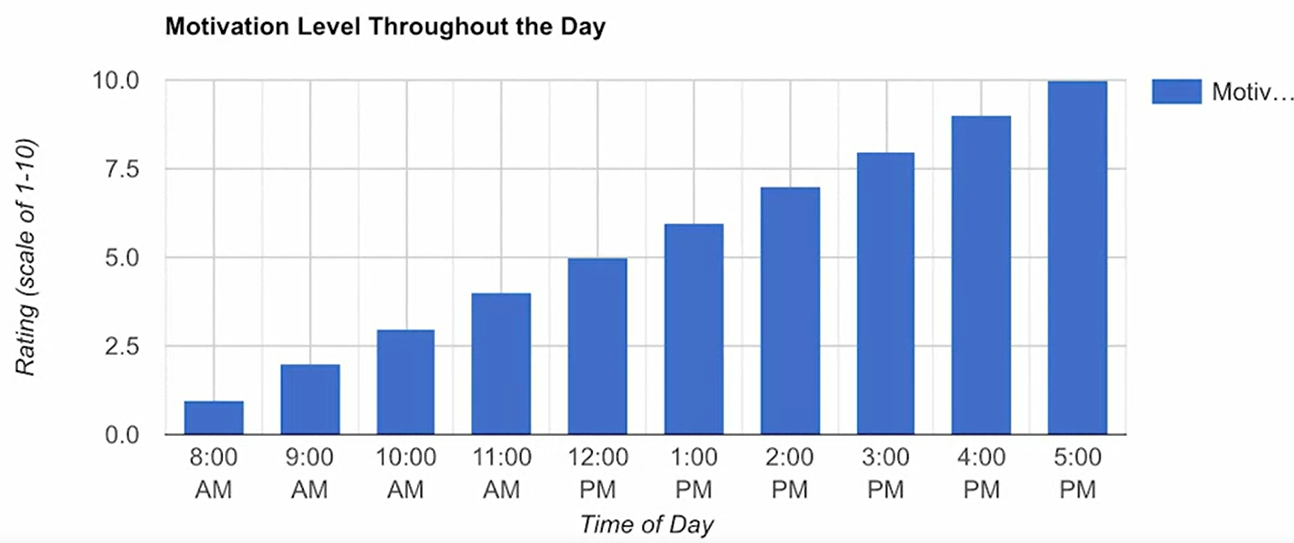 Motivation Level Throughout the Day
10.0
7.5
5.0
2.5
0.0
Rating (scale of 1-10)
Motiv...
8:00 AM
9:00 AM
10:00 AM
11:00 AM
12:00 PM
1:00 PM
2:00 PM
3:00 PM
4:00 PM
5:00 PM
Time of Day